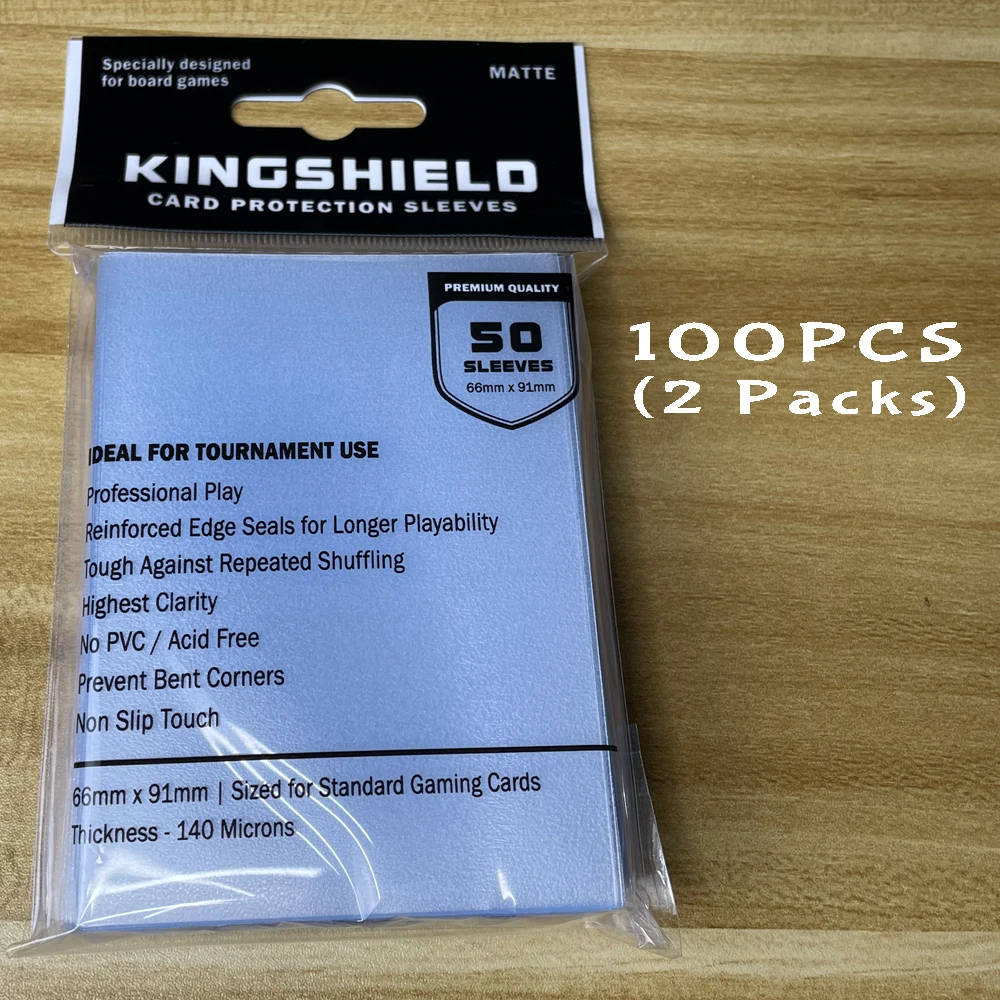 Specially designed
for board games
MATTE
KINGSHIELD
CARD PROTECTION SLEEVES
PREMIUM QUALITY
50
SLEEVES
66mm x 91mm
100PCS
(2 Packs)
IDEAL FOR TOURNAMENT USE
Professional Play
Reinforced Edge Seals for Longer Playability
Tough Against Repeated Shuffling
Highest Clarity
No PVC / Acid Free
Prevent Bent Corners
Non Slip Touch
66mm x 91mm | Sized for Standard Gaming Cards
Thickness - 140 Microns